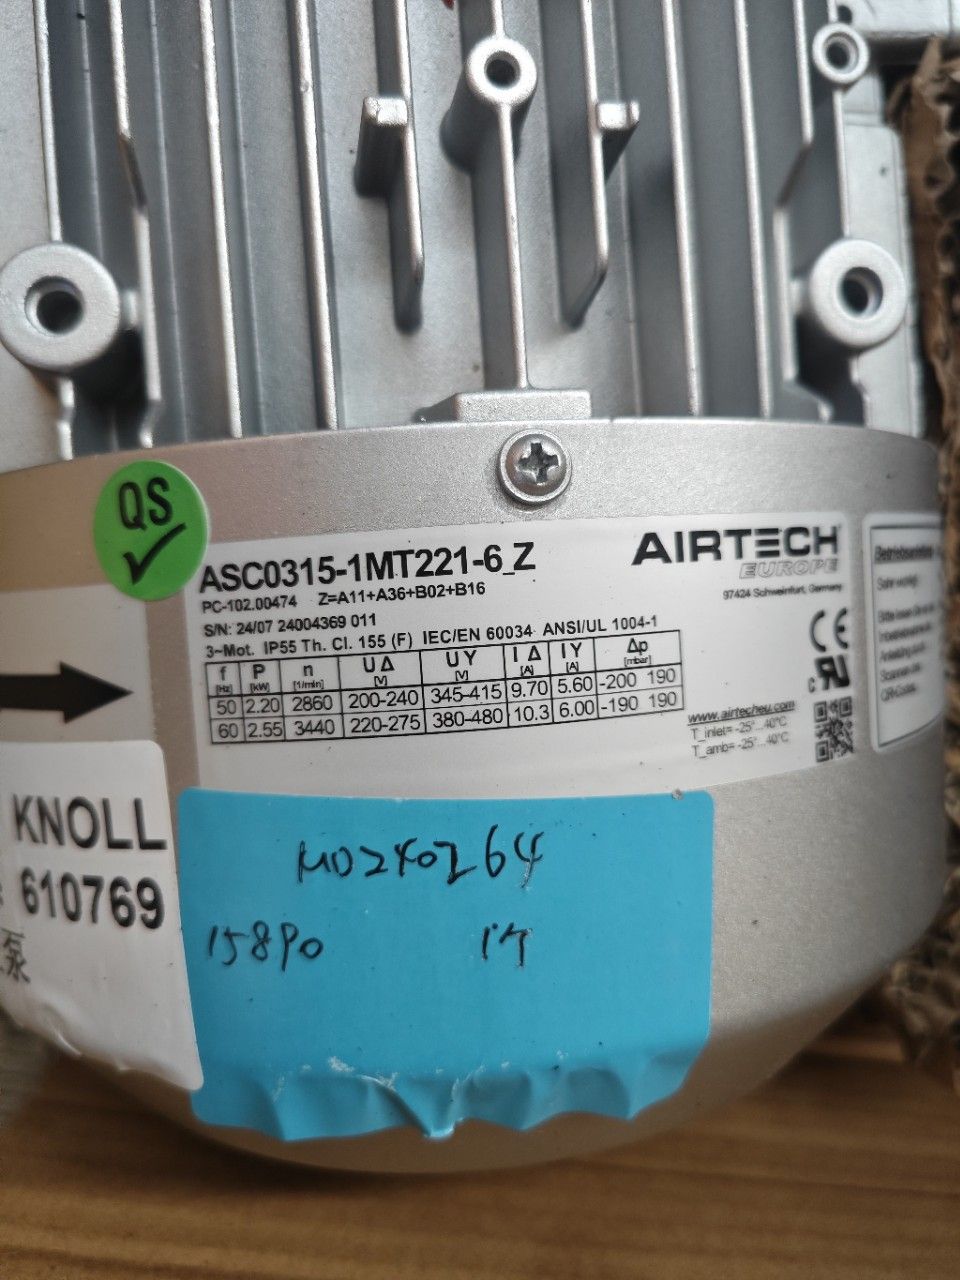 QS
ASC0315-1MT221-6_Z
AIRTECH
EUROPE
97424 Schweinfurt, Germany
PC-102.00474 Z=A11+A36+B02+B16
S/N: 24/07 24004369 011
3~Mot. IP55 Th. Cl. 155 (F) IEC/EN 60034 ANSI/UL 1004-1
f P n U Δ U Y I Δ I Y Δp
[Hz] [kW] [1/min] [V] [V] [A] [A] [mbar]
50 2.20 2860 200-240 345-415 9.70 5.60 -200 190
60 2.55 3440 220-275 380-480 10.3 6.00 -190 190
CE
c UR
www.airtecheu.com
T_inlet= -25°...40°C
T_amb= -25°...40°C
KNOLL
610769
泵
MD240264
15890 1个